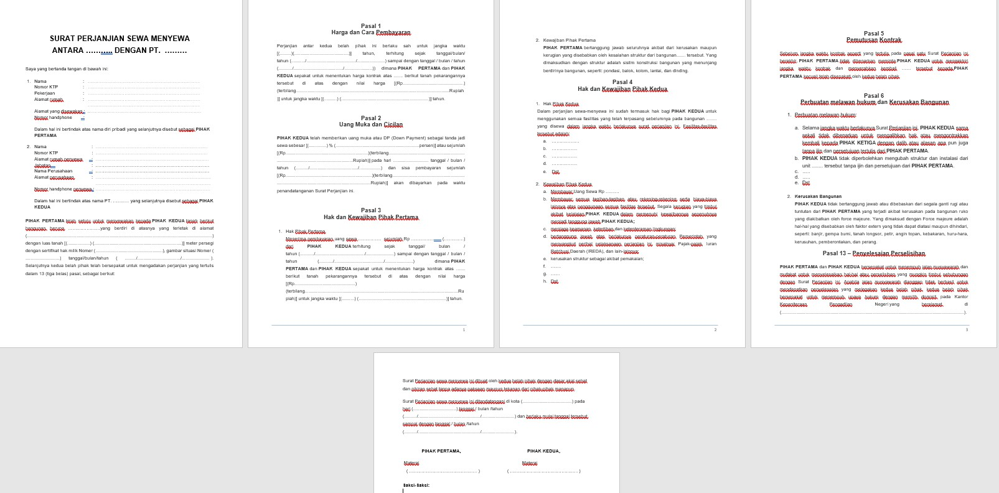 SURAT PERJANJIAN SEWA MENYEWA
ANTARA ........... DENGAN PT. .........
Saya yang bertanda tangan di bawah ini:
1. Nama : ................................................
Nomor KTP : ................................................
Pekerjaan : ................................................
Alamat rumah : ................................................
................................................
Alamat yang disewakan : ................................................
Nomor handphone :
Dalam hal ini bertindak atas nama diri pribadi yang selanjutnya disebut sebagai PIHAK
PERTAMA
2. Nama : ................................................
Nomor KTP : ................................................
Alamat rumah penyewa : ................................................
Jabatan : ................................................
Nama Perusahaan : ................................................
Alamat perusahaan : ................................................
................................................
Nomor handphone penyewa : ................................................
Dalam hal ini bertindak atas nama PT. ............ yang selanjutnya disebut sebagai PIHAK
KEDUA
PIHAK PERTAMA telah setuju untuk menyewakan kepada PIHAK KEDUA tanah berikut
bangunan berupa .....................yang berdiri di atasnya yang terletak di alamat
(................................................................................)
dengan luas tanah [(..................) (................................................)] meter persegi
dengan sertifikat hak milik Nomor (........................), gambar situasi Nomor (
........................) tanggal/bulan/tahun ( ......../................................/......................).
Selanjutnya kedua belah pihak telah bersepakat untuk mengadakan perjanjian yang tertulis
dalam 13 (tiga belas) pasal, sebagai berikut:
Pasal 1
Harga dan Cara Pembayaran
Perjanjian antar kedua belah pihak ini berlaku sah untuk jangka waktu
[(........)(................................)] tahun, terhitung sejak tanggal/bulan/
tahun (........../................................/....................) sampai dengan tanggal / bulan / tahun
(........../................................/....................)) dimana PIHAK PERTAMA dan PIHAK
KEDUA sepakat untuk menentukan harga kontrak atas ....... berikut tanah pekarangannya
tersebut di atas dengan nilai harga [(Rp................................)
(terbilang................................................................Rupiah
)] untuk jangka waktu [(.........) (................................................)] tahun.
Pasal 2
Uang Muka dan Cicilan
PIHAK KEDUA telah memberikan uang muka atau DP (Down Payment) sebagai tanda jadi
sewa sebesar [(..........) % (................................................persen)] atau sejumlah
[(Rp................................................)(terbilang................................
................................................Rupiah)] pada hari ....................... tanggal / bulan /
tahun (........./................................/..............) dan sisa pembayaran sejumlah
[(Rp................................................)(terbilang................................
................................................Rupiah)] akan dibayarkan pada waktu
penandatanganan Surat Perjanjian ini.
Pasal 3
Hak dan Kewajiban Pihak Pertama
1. Hak Pihak Pertama
Menerima pembayaran uang sewa ................ sejumlah Rp .................... (..............)
dari PIHAK KEDUA terhitung sejak tanggal/ bulan /
tahun (........../................................/..................) sampai dengan tanggal / bulan /
tahun (........../................................/....................) dimana PIHAK
PERTAMA dan PIHAK KEDUA sepakat untuk menentukan harga kontrak atas ......
berikut tanah pekarangannya tersebut di atas dengan nilai harga
[(Rp................................................)
(terbilang................................................................Ru
piah)] untuk jangka waktu [(.........) (................................................)] tahun.
1
2. Kewajiban Pihak Pertama
PIHAK PERTAMA bertanggung jawab seluruhnya akibat dari kerusakan maupun
kerugian yang disebabkan oleh kesalahan struktur dari bangunan....... tersebut. Yang
dimaksudkan dengan struktur adalah sistim konstruksi bangunan yang menunjang
berdirinya bangunan, seperti: pondasi, balok, kolom, lantai, dan dinding.
Pasal 4
Hak dan Kewajiban Pihak Kedua
1. Hak Pihak Kedua
Dalam perjanjian sewa-menyewa ini sudah termasuk hak bagi PIHAK KEDUA untuk
menggunakan semua fasilitas yang telah terpasang sebelumnya pada bangunan ........
yang disewa dalam jangka waktu berlakunya surat perjanjian ini. Fasilitas-fasilitas
tersebut adalah:
a. ..................
b. .................
c. .................
d. .................
e. Dst.
2. Kewajiban Pihak Kedua
a. Membayar Uang Sewa Rp .........
b. Membayar semua tagihan-tagihan atau rekening-rekening serta biaya-biaya
lainnya atas penggunaan semua fasilitas tersebut. Segala kerugian yang timbul
akibat kelalaian PIHAK KEDUA dalam memenuhi kewajibannya sepenuhnya
menjadi tanggung jawab PIHAK KEDUA;
c. menjaga keamanan, ketertiban dan ketenteraman lingkungan;
d. bertanggung jawab atas berlakunya peraturan-peraturan Pemerintah yang
menyangkut perihal pelaksanaan perjanjian ini, misalnya: Pajak-pajak, Iuran
Retribusi Daerah (IREDA), dan lain-lainnya;
e. kerusakan struktur sebagai akibat pemakaian;
f. .......
g. ......
h. Dst.
2
Pasal 5
Pemutusan Kontrak
Sebelum jangka waktu kontrak seperti yang tertulis pada pasal satu Surat Perjanjian ini
berakhir, PIHAK PERTAMA tidak dibenarkan meminta PIHAK KEDUA untuk mengakhiri
jangka waktu kontrak dan menyerahkan kembali ...... tersebut kepada PIHAK
PERTAMA kecuali telah disepakati oleh kedua belah pihak.
Pasal 6
Perbuatan melawan hukum dan Kerusakan Bangunan
1. Perbuatan melawan hukum:
a. Selama jangka waktu berlakunya Surat Perjanjian ini, PIHAK KEDUA sama
sekali tidak dibenarkan untuk mengalihkan hak atau mengontrakkan
kembali kepada PIHAK KETIGA dengan dalih atau alasan apa pun juga
tanpa ijin dan persetujuan tertulis dari PIHAK PERTAMA.
b. PIHAK KEDUA tidak diperbolehkan mengubah struktur dan instalasi dari
unit ........ tersebut tanpa ijin dan persetujuan dari PIHAK PERTAMA.
c. .....
d. .....
e. Dst
2. Kerusakan Bangunan
PIHAK KEDUA tidak bertanggung jawab atau dibebaskan dari segala ganti rugi atau
tuntutan dari PIHAK PERTAMA yang terjadi akibat kerusakan pada bangunan ruko
yang diakibatkan oleh force majeure. Yang dimaksud dengan Force majeure adalah
hal-hal yang disebabkan oleh faktor extern yang tidak dapat diatasi maupun dihindari,
seperti: banjir, gempa bumi, tanah longsor, petir, angin topan, kebakaran, huru-hara,
kerusuhan, pemberontakan, dan perang.
Pasal 13 – Penyelesaian Perselisihan
PIHAK PERTAMA dan PIHAK KEDUA bersepakat untuk menempuh jalan musyawarah dan
mufakat untuk menyelesaikan hal-hal atau perselisihan yang mungkin timbul sehubungan
dengan Surat Perjanjian ini. Apabila jalan musyawarah dianggap tidak berhasil untuk
mendapatkan penyelesaian yang melegakan kedua belah pihak, kedua belah pihak
bersepakat untuk menempuh upaya hukum dengan memilih domisili pada Kantor
Kepaniteraan Pengadilan Negeri yang beralamat di
(................................................................................).
3
Surat Perjanjian sewa menyewa ini dibuat oleh kedua belah pihak dengan dasar akal sehat
dan pikiran sehat tanpa adanya paksaan maupun tekanan dari pihak-pihak manapun.
Surat Perjanjian sewa menyewa ini ditandatangani di kota (................................) pada
hari (............................) tanggal / bulan /tahun
(........./................................/......................) dan berlaku mulai tanggal tersebut
sampai dengan tanggal / bulan /tahun
(........./................................/......................).
PIHAK PERTAMA, PIHAK KEDUA,
Materai Materai
( ........................................ ) ( ........................................ )
Saksi-Saksi: